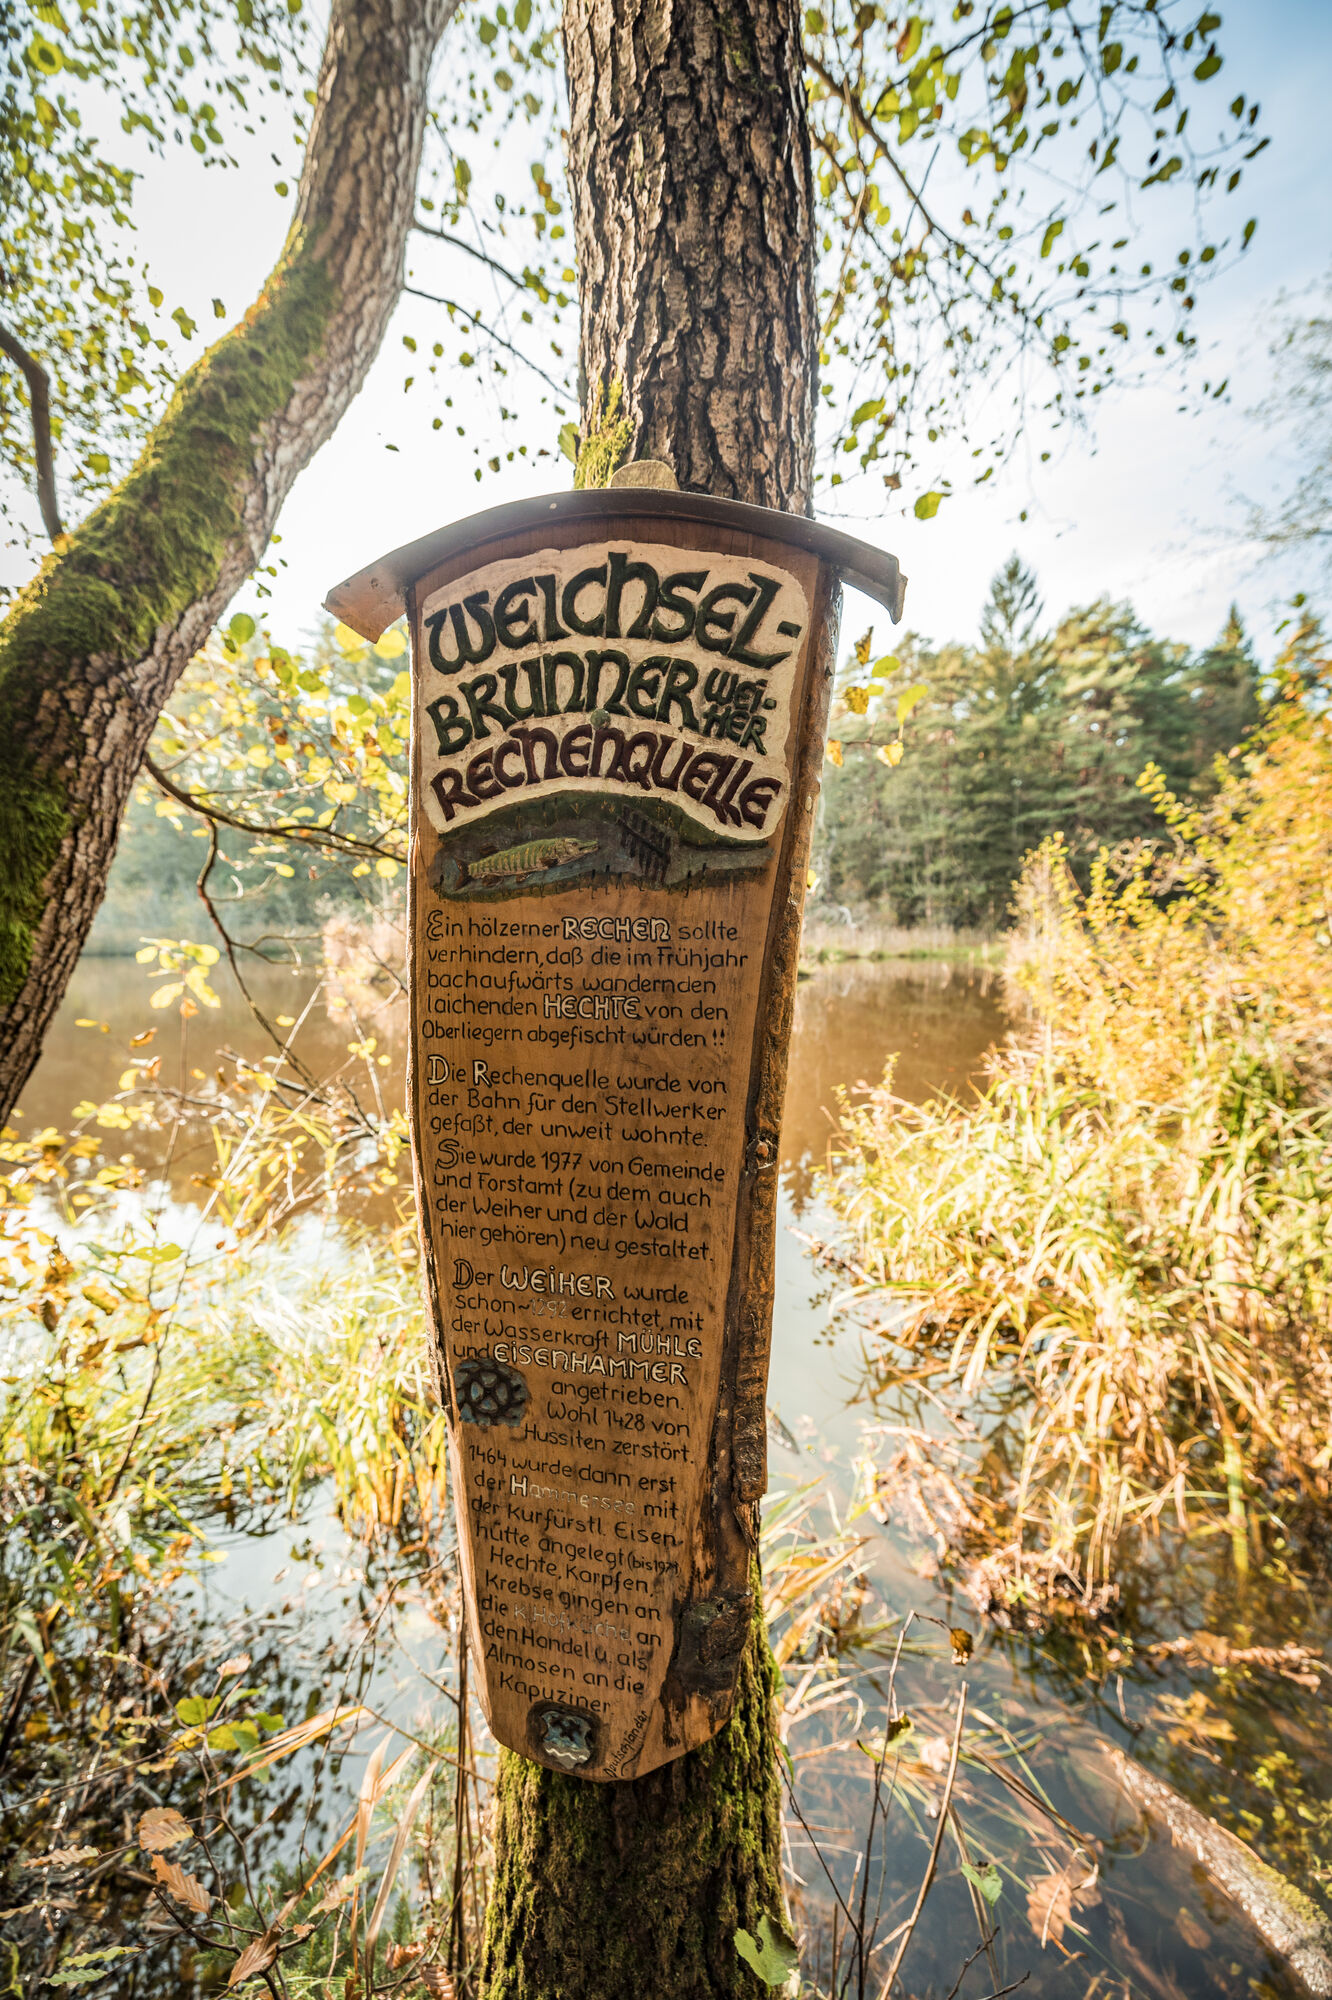 WEICHSEL-
BRUNNER WEI-
HER
RECHENQUELLE
Ein hölzerner RECHEN sollte
verhindern, daß die im Frühjahr
bachaufwärts wandernden
laichenden HECHTE von den
Oberliegern abgefischt würden!!
Die Rechenquelle wurde von
der Bahn für den Stellwerker
gefaßt, der unweit wohnte.
Sie wurde 1977 von Gemeinde
und Forstamt (zu dem auch
der Weiher und der Wald
hier gehören) neu gestaltet.
Der WEIHER wurde
schon ~1292 errichtet, mit
der Wasserkraft MÜHLE
und EISENHAMMER
angetrieben.
Wohl 1428 von
Hussiten zerstört.
1464 wurde dann erst
der Hammersee mit
der Kurfürstl. Eisen-
hütte angelegt (bis 1971)
Hechte, Karpfen,
Krebse gingen an
die K. Hofküche, an
den Handel u. als
Almosen an die
Kapuziner.
Deutschländer